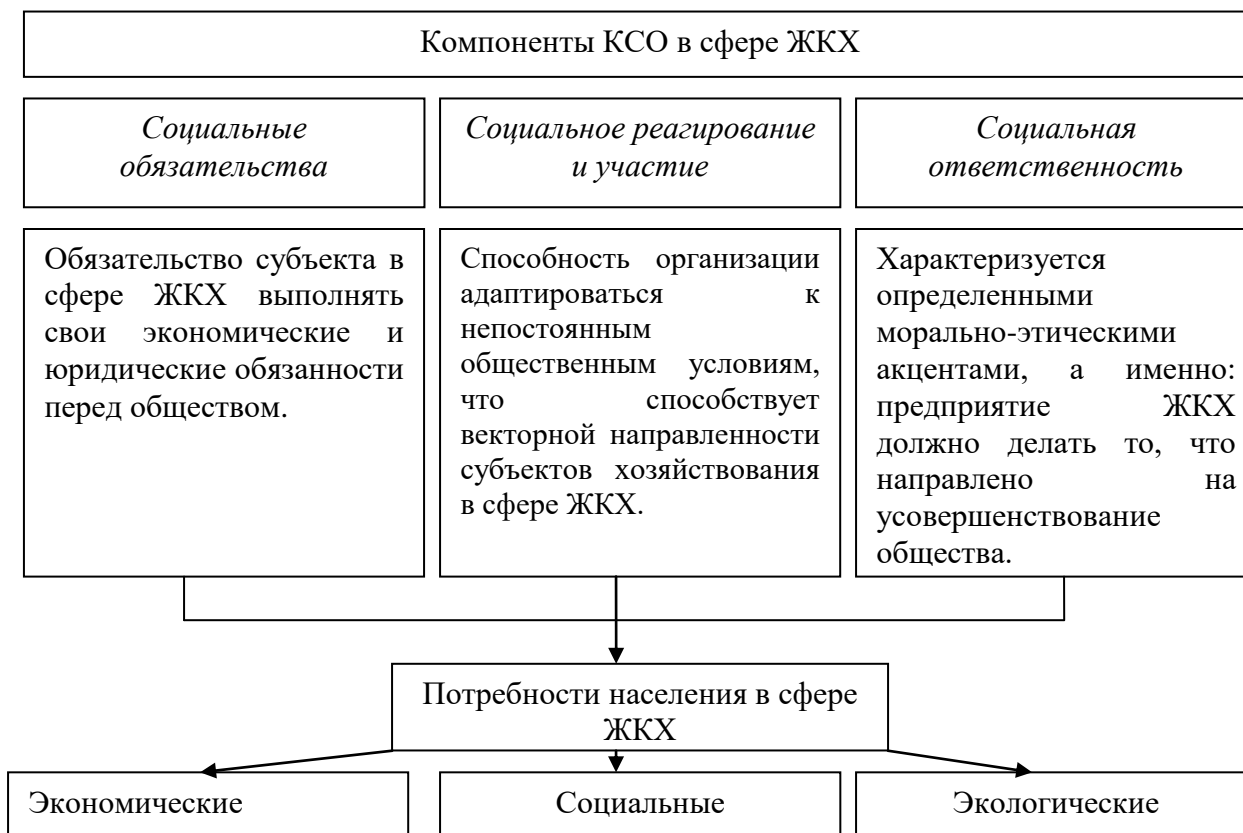 Компоненты КСО в сфере ЖКХ
Социальные
обязательства
Социальное реагирование
и участие
Социальная
ответственность
Обязательство субъекта в
сфере ЖКХ выполнять
свои экономические и
юридические обязанности
перед обществом.
Способность организации
адаптироваться к
непостоянным
общественным условиям,
что способствует
векторной направленности
субъектов хозяйствования
в сфере ЖКХ.
Характеризуется
определенными
морально-этическими
акцентами, а именно:
предприятие ЖКХ
должно делать то, что
направлено на
усовершенствование
общества.
Потребности населения в сфере
ЖКХ
Экономические
Социальные
Экологические